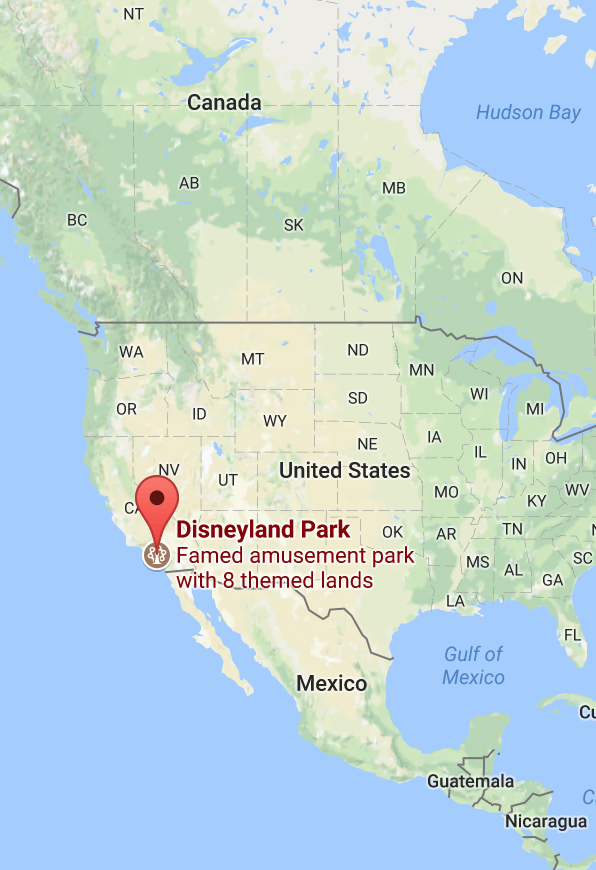 NT
Canada
Hudson Bay
AB
MB
BC
SK
ON
WA
MT
ND
MN
OR
ID
WY
SD
WI
MI
NE
IA
NV
UT
United States
IL
IN
OH
MO
KY
WV
CA
Disneyland Park
Famed amusement park
with 8 themed lands
OK
AR
TN
MS
AL
SC
GA
LA
FL
Gulf of
Mexico
Mexico
Guatemala
Nicaragua